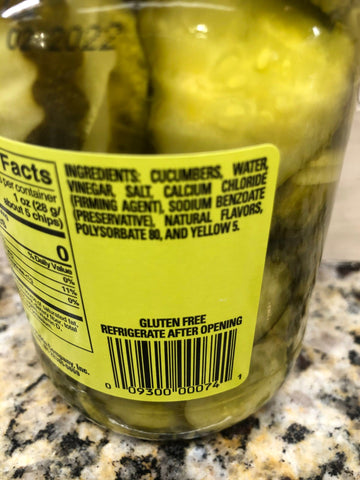 2022
Facts
per container
1 oz (28 g/
about 5 chips)
0
% Daily Value
0%
11%
0%
INGREDIENTS: CUCUMBERS, WATER,
VINEGAR, SALT, CALCIUM CHLORIDE
(FIRMING AGENT), SODIUM BENZOATE
(PRESERVATIVE), NATURAL FLAVORS,
POLYSORBATE 80, AND YELLOW 5.
GLUTEN FREE
REFRIGERATE AFTER OPENING
0 09300 00074 1